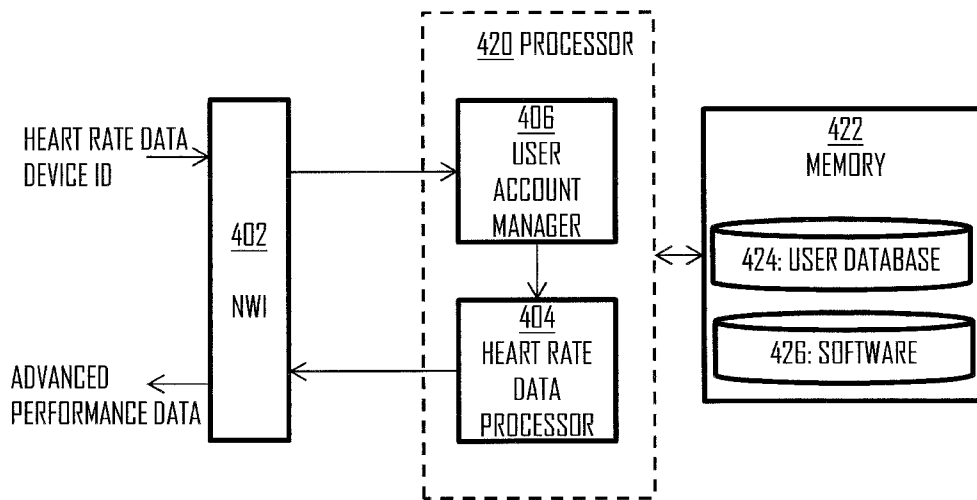 420 PROCESSOR
HEART RATE DATA
DEVICE ID
402
NWI
ADVANCED
PERFORMANCE DATA
406
USER
ACCOUNT
MANAGER
404
HEART RATE
DATA
PROCESSOR
422
MEMORY
424: USER DATABASE
426: SOFTWARE